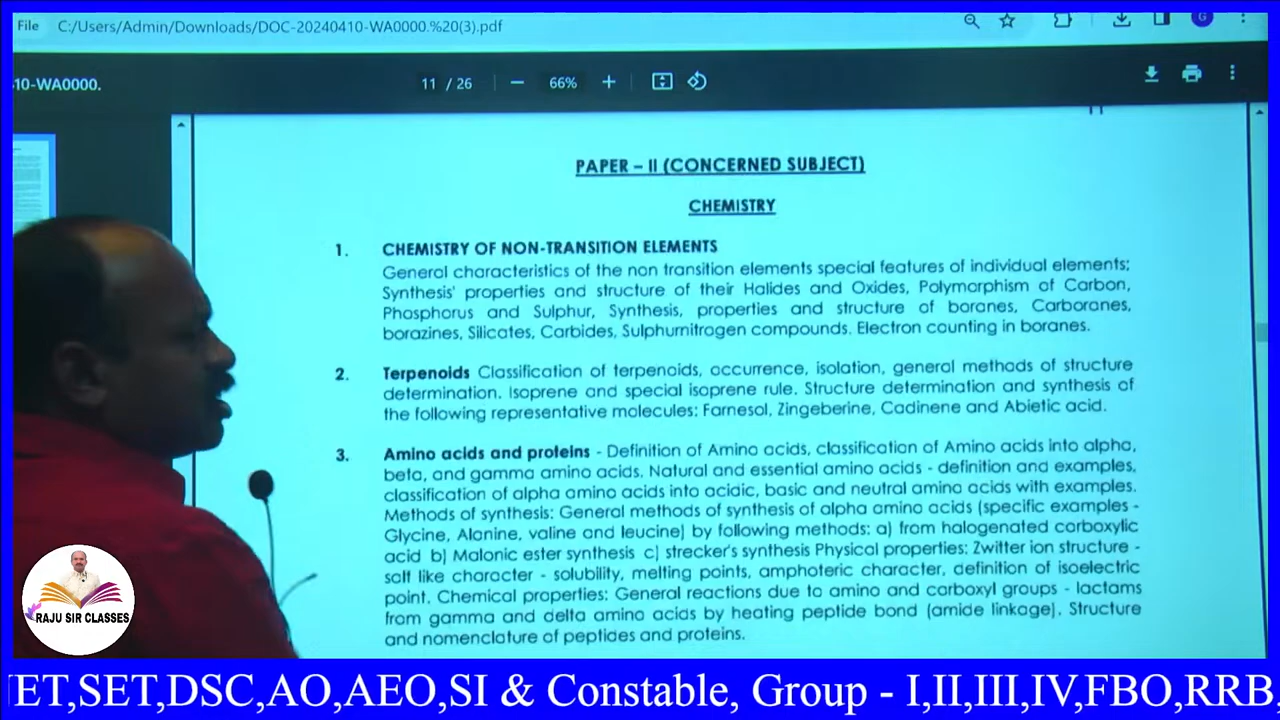 File C:/Users/Admin/Downloads/DOC-20240410-WA0000.%20(3).pdf
G
10-WA0000.
11 / 26
66%
PAPER – II (CONCERNED SUBJECT)
CHEMISTRY
1. CHEMISTRY OF NON-TRANSITION ELEMENTS
General characteristics of the non transition elements special features of individual elements;
Synthesis' properties and structure of their Halides and Oxides, Polymorphism of Carbon,
Phosphorus and Sulphur, Synthesis, properties and structure of boranes, Carboranes,
borazines, Silicates, Carbides, Sulphurnitrogen compounds. Electron counting in boranes.
2. Terpenoids Classification of terpenoids, occurrence, isolation, general methods of structure
determination. Isoprene and special isoprene rule. Structure determination and synthesis of
the following representative molecules: Farnesol, Zingeberine, Cadinene and Abietic acid.
3. Amino acids and proteins - Definition of Amino acids, classification of Amino acids into alpha,
beta, and gamma amino acids. Natural and essential amino acids - definition and examples,
classification of alpha amino acids into acidic, basic and neutral amino acids with examples.
Methods of synthesis: General methods of synthesis of alpha amino acids (specific examples -
Glycine, Alanine, valine and leucine) by following methods: a) from halogenated carboxylic
acid b) Malonic ester synthesis c) strecker's synthesis Physical properties: Zwitter ion structure -
salt like character - solubility, melting points, amphoteric character, definition of isoelectric
point. Chemical properties: General reactions due to amino and carboxyl groups - lactams
from gamma and delta amino acids by heating peptide bond (amide linkage). Structure
and nomenclature of peptides and proteins.
RAJU SIR CLASSES
ET,SET,DSC,AO,AEO,SI & Constable, Group - I,II,III,IV,FBO,RRB,